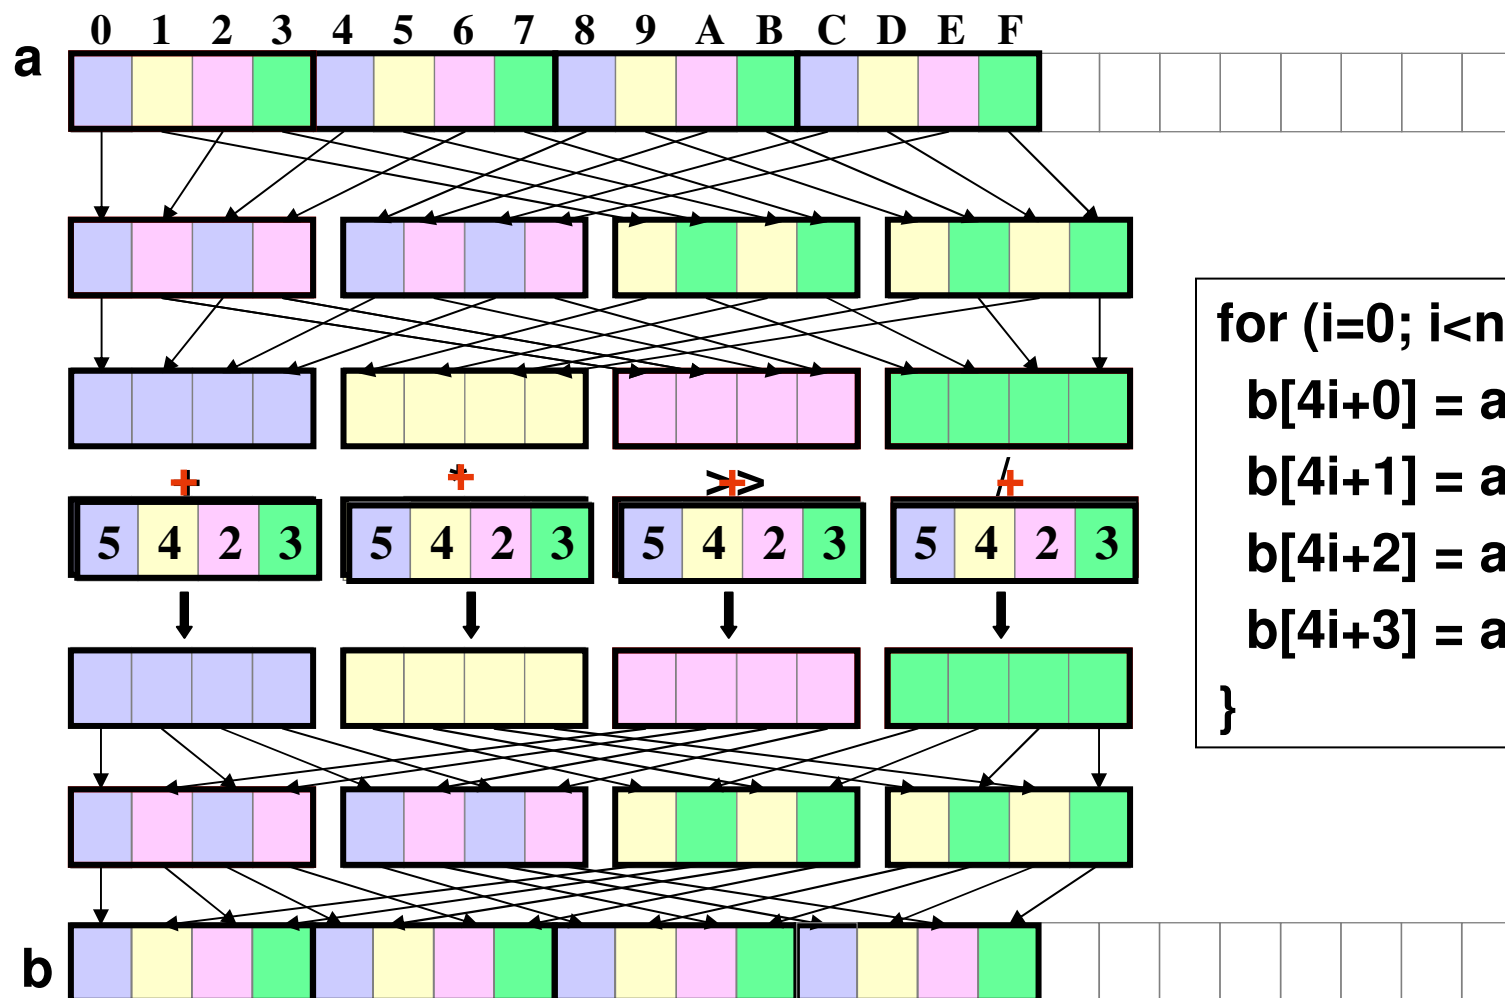 0 1 2 3 4 5 6 7 8 9 A B C D E F
a
for (i=0; i<n
b[4i+0] = a
b[4i+1] = a
b[4i+2] = a
b[4i+3] = a
}
+ + >> + / +
5 4 2 3 5 4 2 3 5 4 2 3 5 4 2 3
b